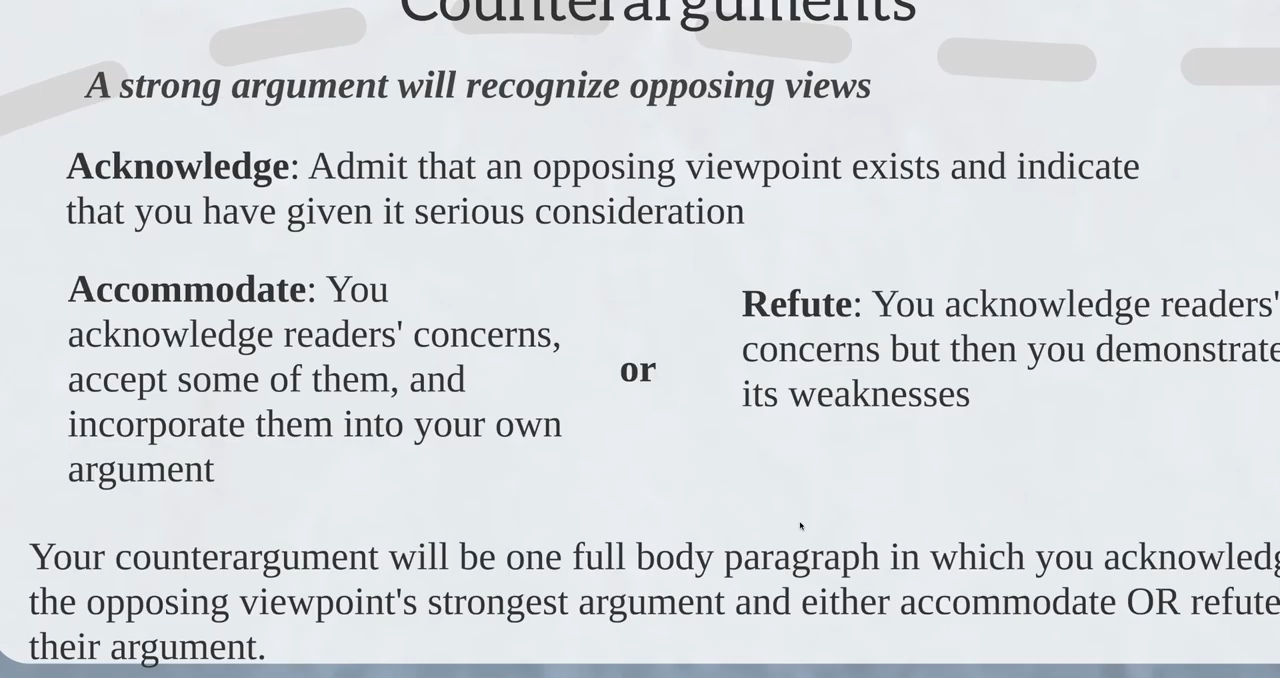 Counterarguments
A strong argument will recognize opposing views
Acknowledge: Admit that an opposing viewpoint exists and indicate
that you have given it serious consideration
Accommodate: You
acknowledge readers' concerns,
accept some of them, and
incorporate them into your own
argument
or
Refute: You acknowledge readers'
concerns but then you demonstrate
its weaknesses
Your counterargument will be one full body paragraph in which you acknowledg
the opposing viewpoint's strongest argument and either accommodate OR refute
their argument.